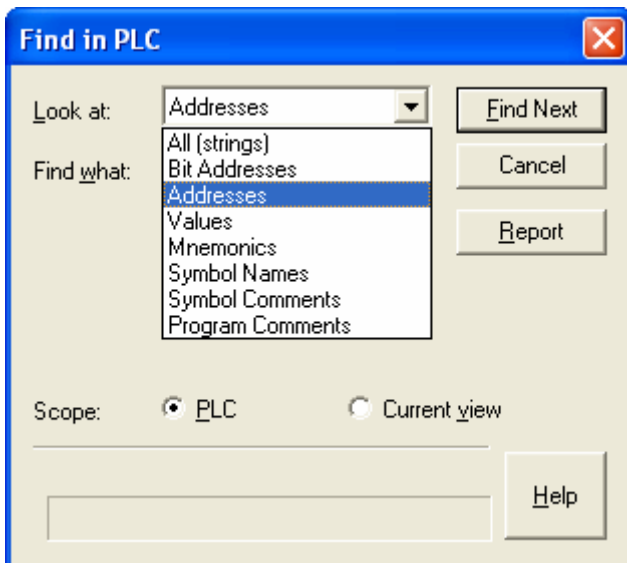 Find in PLC
Look at: Addresses Find Next
All (strings)
Find what: Bit Addresses Cancel
Addresses
Values
Mnemonics Report
Symbol Names
Symbol Comments
Program Comments
Scope: PLC Current view
Help